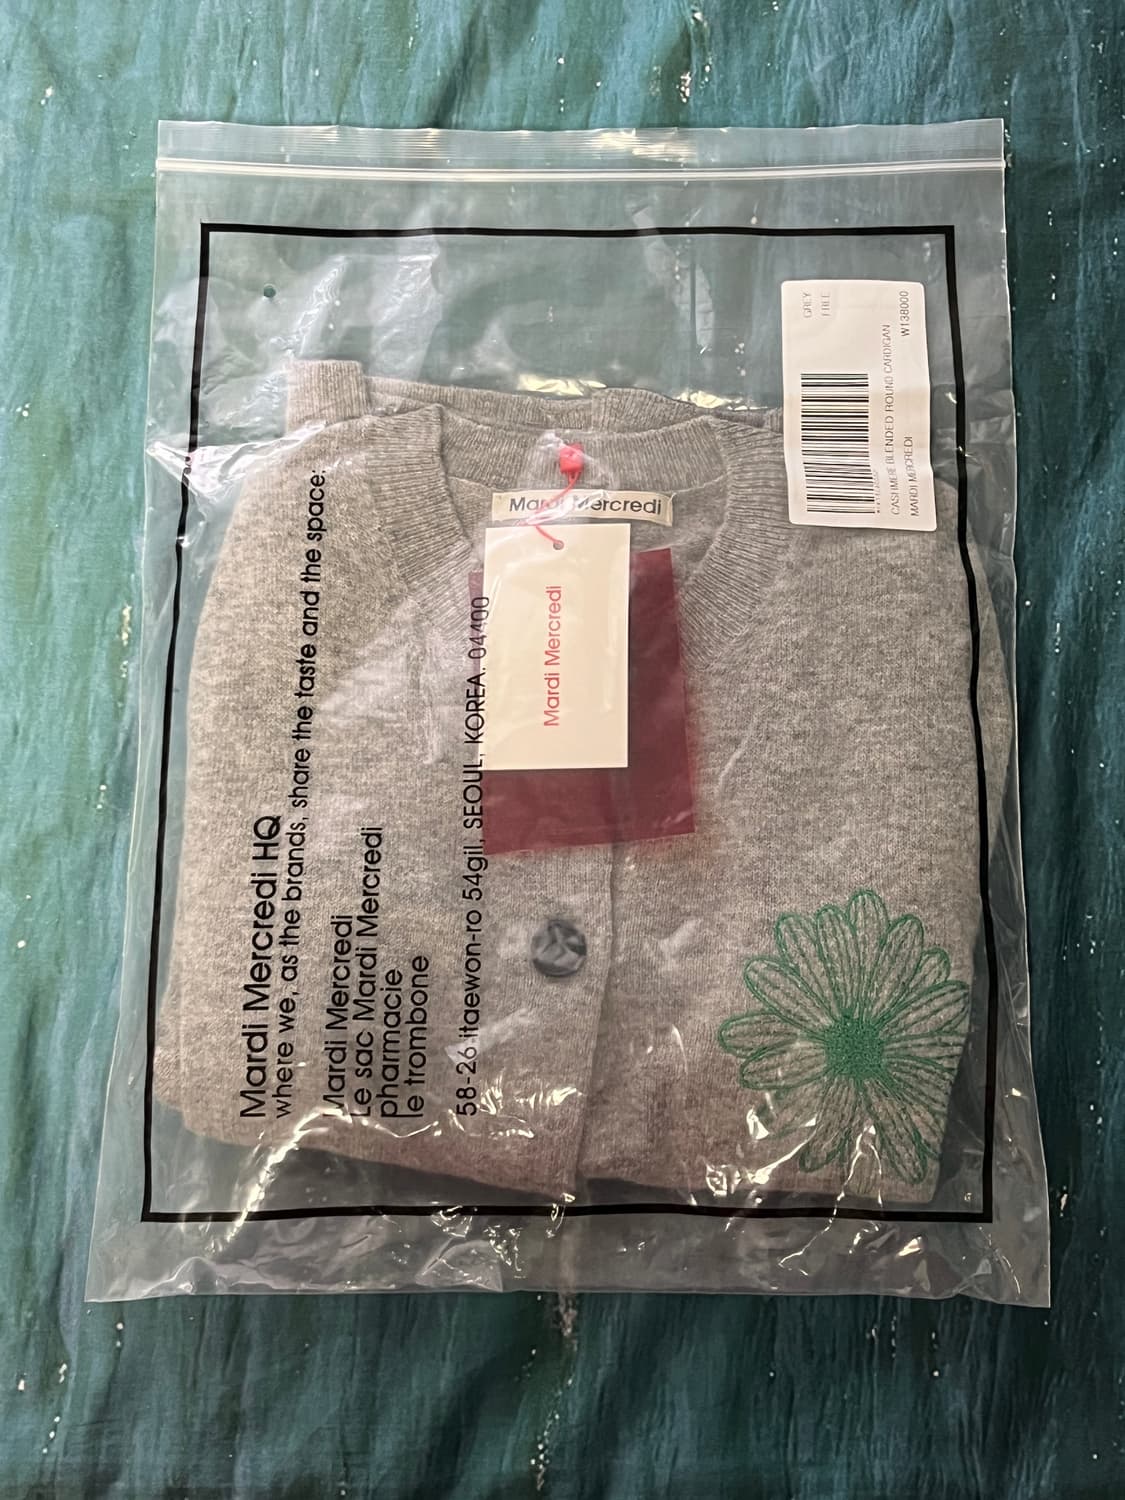 Mardi Mercredi HQ
where we, as the brands, share the taste and the space:
Mardi Mercredi
Le sac Mardi Mercredi
pharmacie
le trombone
58-26 Itaewon-ro 54gil, SEOUL, KOREA. 04400
Mardi Mercredi
Mardi Mercredi
GREY
FREE
CASHMERE BLENDED ROUND CARDIGAN
W138000
MARDI MERCREDI